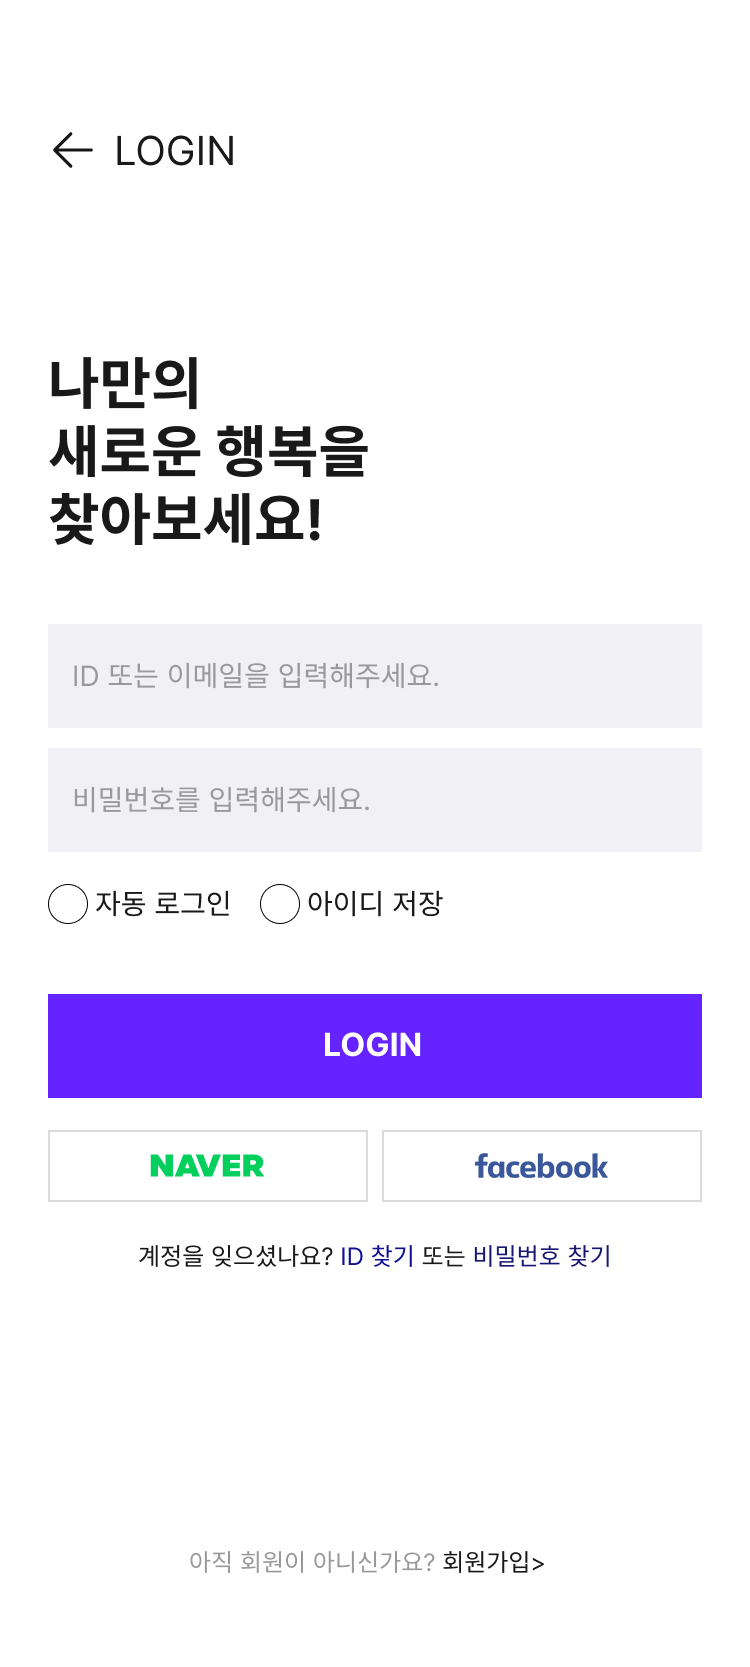 LOGIN
나만의
새로운 행복을
찾아보세요!
ID 또는 이메일을 입력해주세요.
비밀번호를 입력해주세요.
자동 로그인 아이디 저장
LOGIN
NAVER facebook
계정을 잊으셨나요? ID 찾기 또는 비밀번호 찾기
아직 회원이 아니신가요? 회원가입>